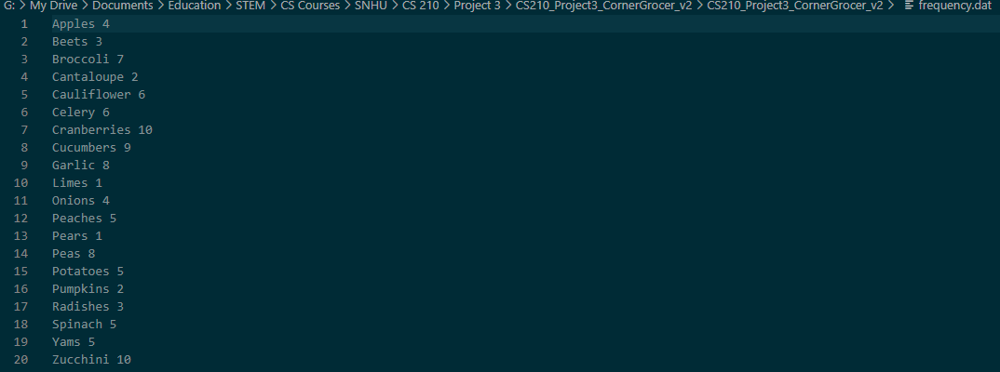 G: > My Drive > Documents > Education > STEM > CS Courses > SNHU > CS 210 > Project 3 > CS210_Project3_CornerGrocer_v2 > CS210_Project3_CornerGrocer_v2 > frequency.dat
1 Apples 4
2 Beets 3
3 Broccoli 7
4 Cantaloupe 2
5 Cauliflower 6
6 Celery 6
7 Cranberries 10
8 Cucumbers 9
9 Garlic 8
10 Limes 1
11 Onions 4
12 Peaches 5
13 Pears 1
14 Peas 8
15 Potatoes 5
16 Pumpkins 2
17 Radishes 3
18 Spinach 5
19 Yams 5
20 Zucchini 10